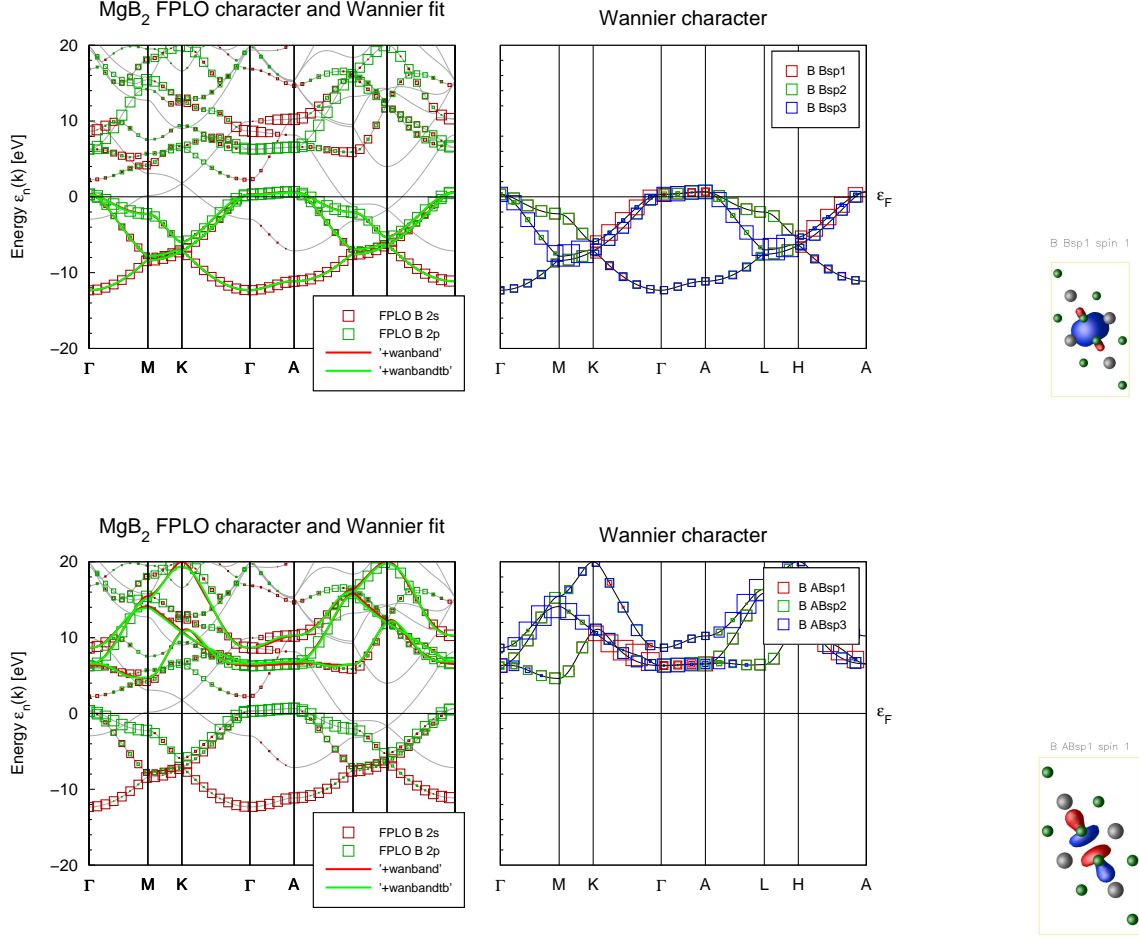 MgB2 FPLO character and Wannier fit
Wannier character
Energy εn(k) [eV]
20
10
0
−10
−20
Γ M K Γ A
FPLO B 2s
FPLO B 2p
'+wanband'
'+wanbandtb'
B Bsp1
B Bsp2
B Bsp3
εF
Γ M K Γ A L H A
B Bsp1 spin 1
MgB2 FPLO character and Wannier fit
Wannier character
Energy εn(k) [eV]
20
10
0
−10
−20
Γ M K Γ A
FPLO B 2s
FPLO B 2p
'+wanband'
'+wanbandtb'
B ABsp1
B ABsp2
B ABsp3
εF
Γ M K Γ A L H A
B ABsp1 spin 1